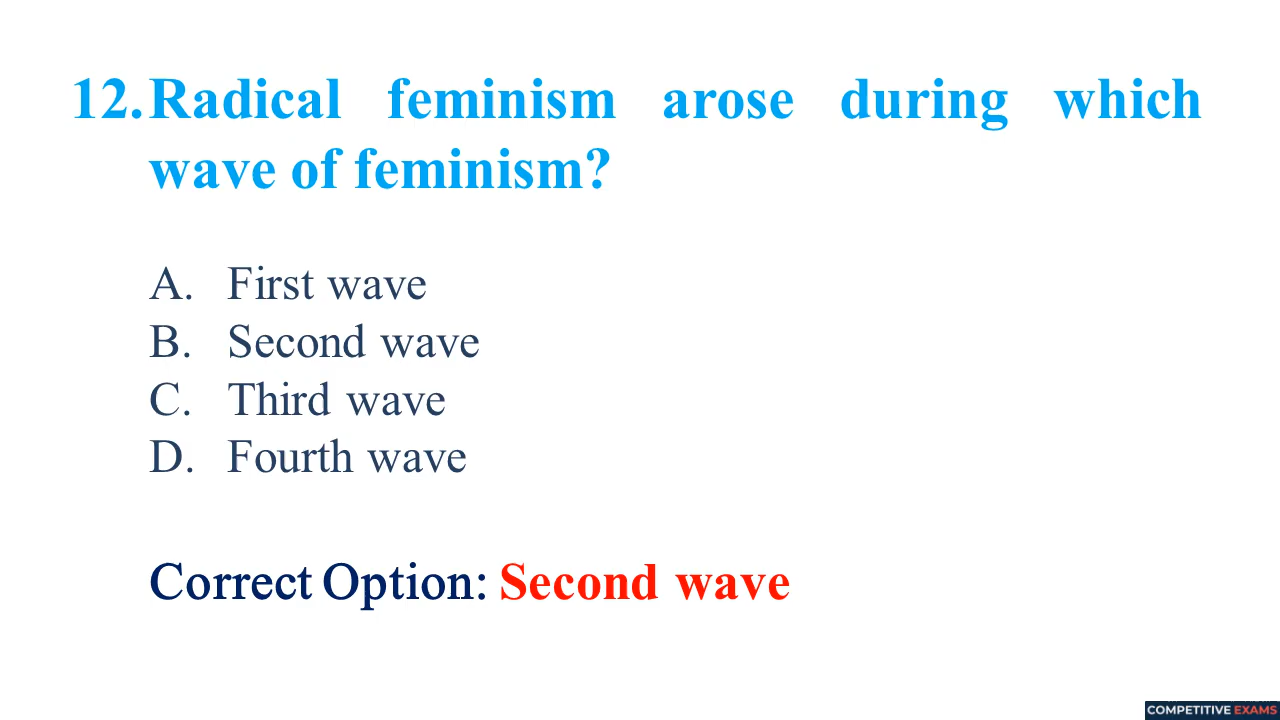 12. Radical feminism arose during which
wave of feminism?
A. First wave
B. Second wave
C. Third wave
D. Fourth wave
Correct Option: Second wave
COMPETITIVE EXAMS